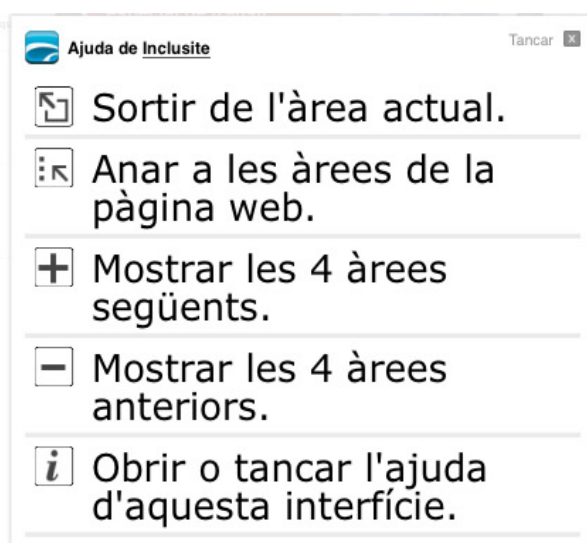 Ajuda de Inclusite
Tancar x
Sortir de l'àrea actual.
Anar a les àrees de la
pàgina web.
+ Mostrar les 4 àrees
següents.
- Mostrar les 4 àrees
anteriors.
i Obrir o tancar l'ajuda
d'aquesta interfície.